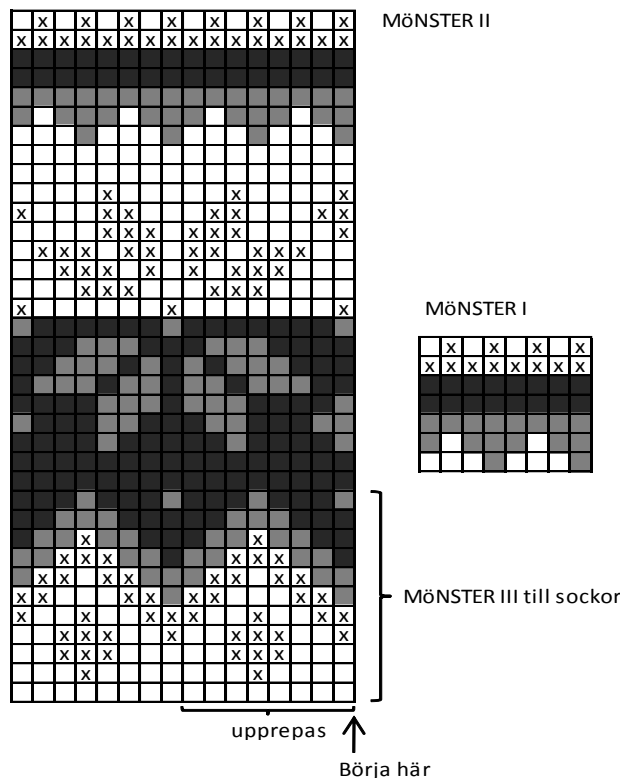 MöNSTER II
MöNSTER I
MöNSTER III till sockor
upprepas
Börja här